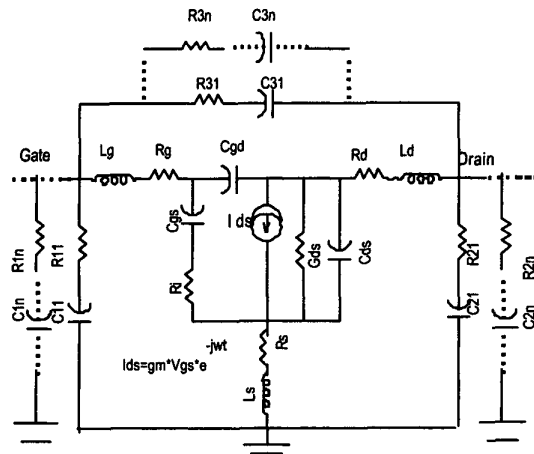 R3n
C3n
R31
C31
Gate
Lg
Rg
Cgd
Rd
Ld
Drain
R1n
R11
Cgs
Ri
I ds
Gds
Cds
R21
R2n
C1n
C11
C21
C2n
-jwt
Ids=gm*Vgs*e
Rs
Ls